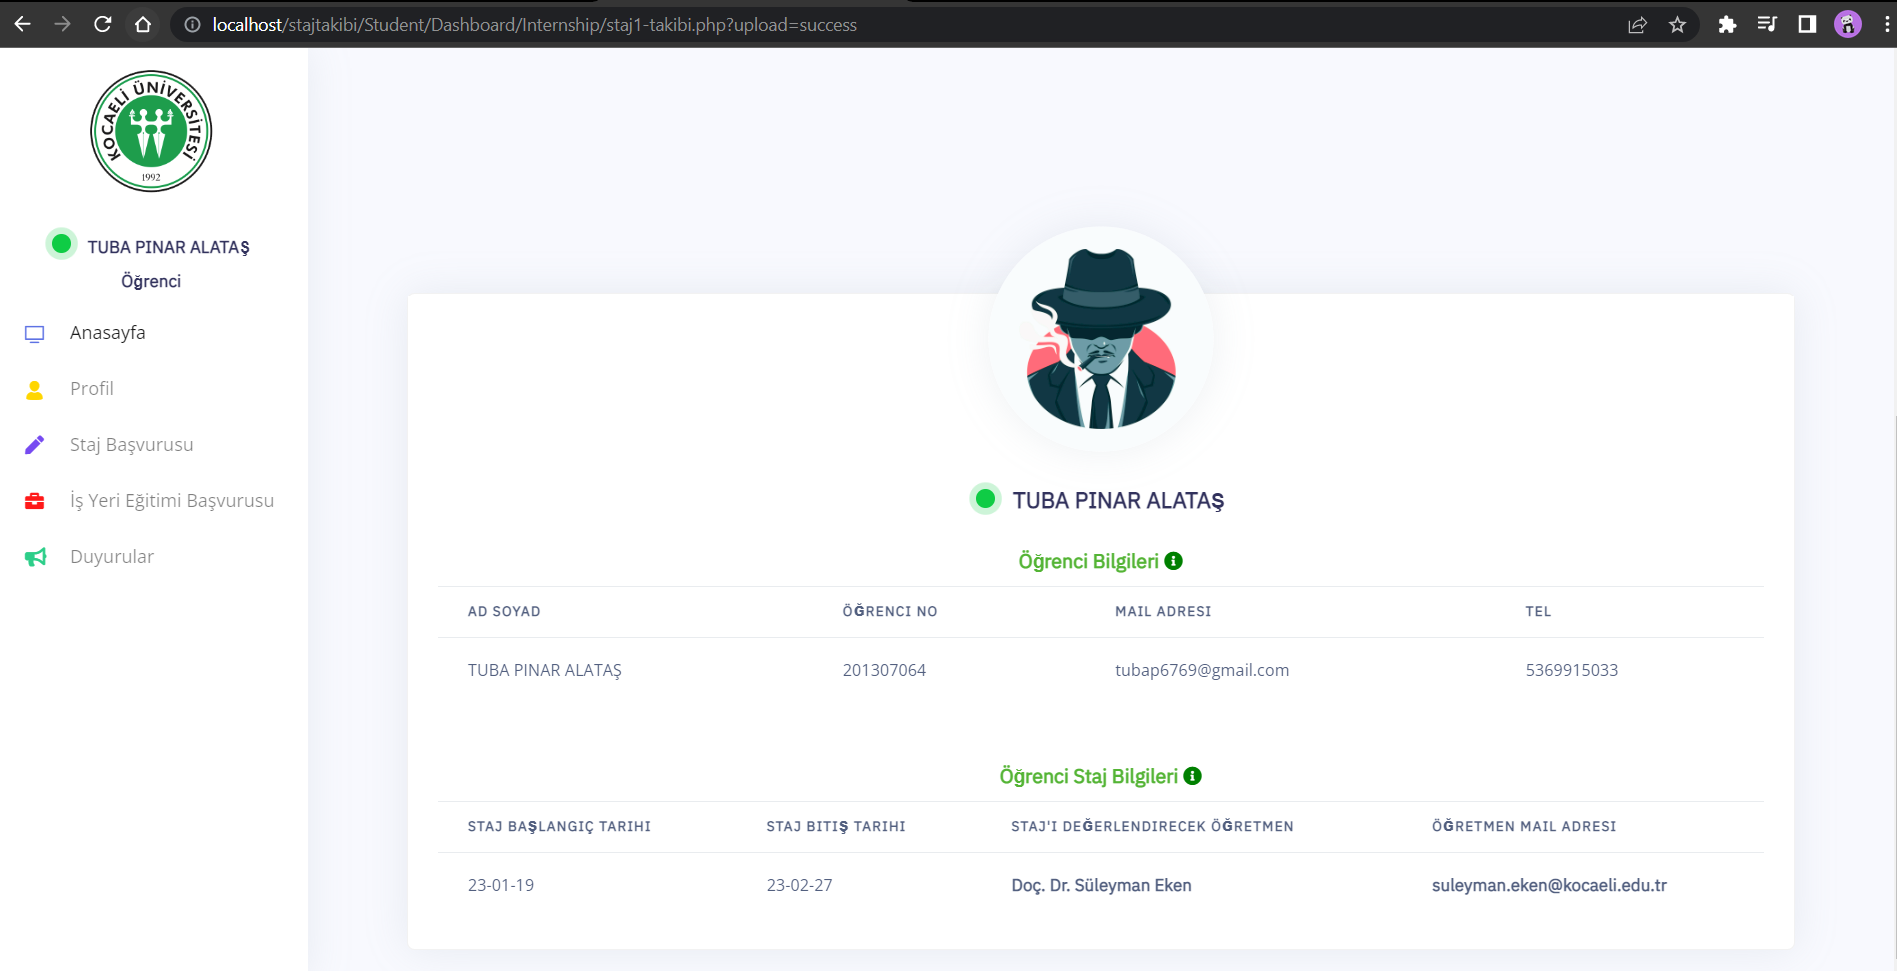 localhost/stajtakibi/Student/Dashboard/Internship/staj1-takibi.php?upload=success
KOCAELİ ÜNİVERSİTESİ
1992
TUBA PINAR ALATAŞ
Öğrenci
Anasayfa
Profil
Staj Başvurusu
İş Yeri Eğitimi Başvurusu
Duyurular
TUBA PINAR ALATAŞ
Öğrenci Bilgileri
AD SOYAD ÖĞRENCI NO MAIL ADRESI TEL
TUBA PINAR ALATAŞ 201307064 tubap6769@gmail.com 5369915033
Öğrenci Staj Bilgileri
STAJ BAŞLANGIÇ TARIHI STAJ BITIŞ TARIHI STAJ'I DEĞERLENDIRECEK ÖĞRETMEN ÖĞRETMEN MAIL ADRESI
23-01-19 23-02-27 Doç. Dr. Süleyman Eken suleyman.eken@kocaeli.edu.tr